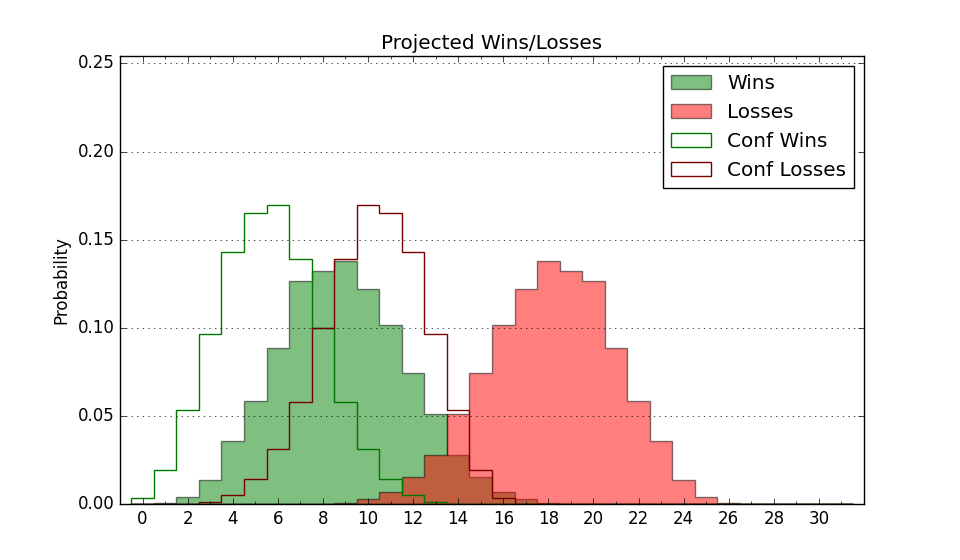 Projected Wins/Losses
0.25
0.20
0.15
0.10
0.05
0.00
Probability
Wins
Losses
Conf Wins
Conf Losses
0 2 4 6 8 10 12 14 16 18 20 22 24 26 28 30